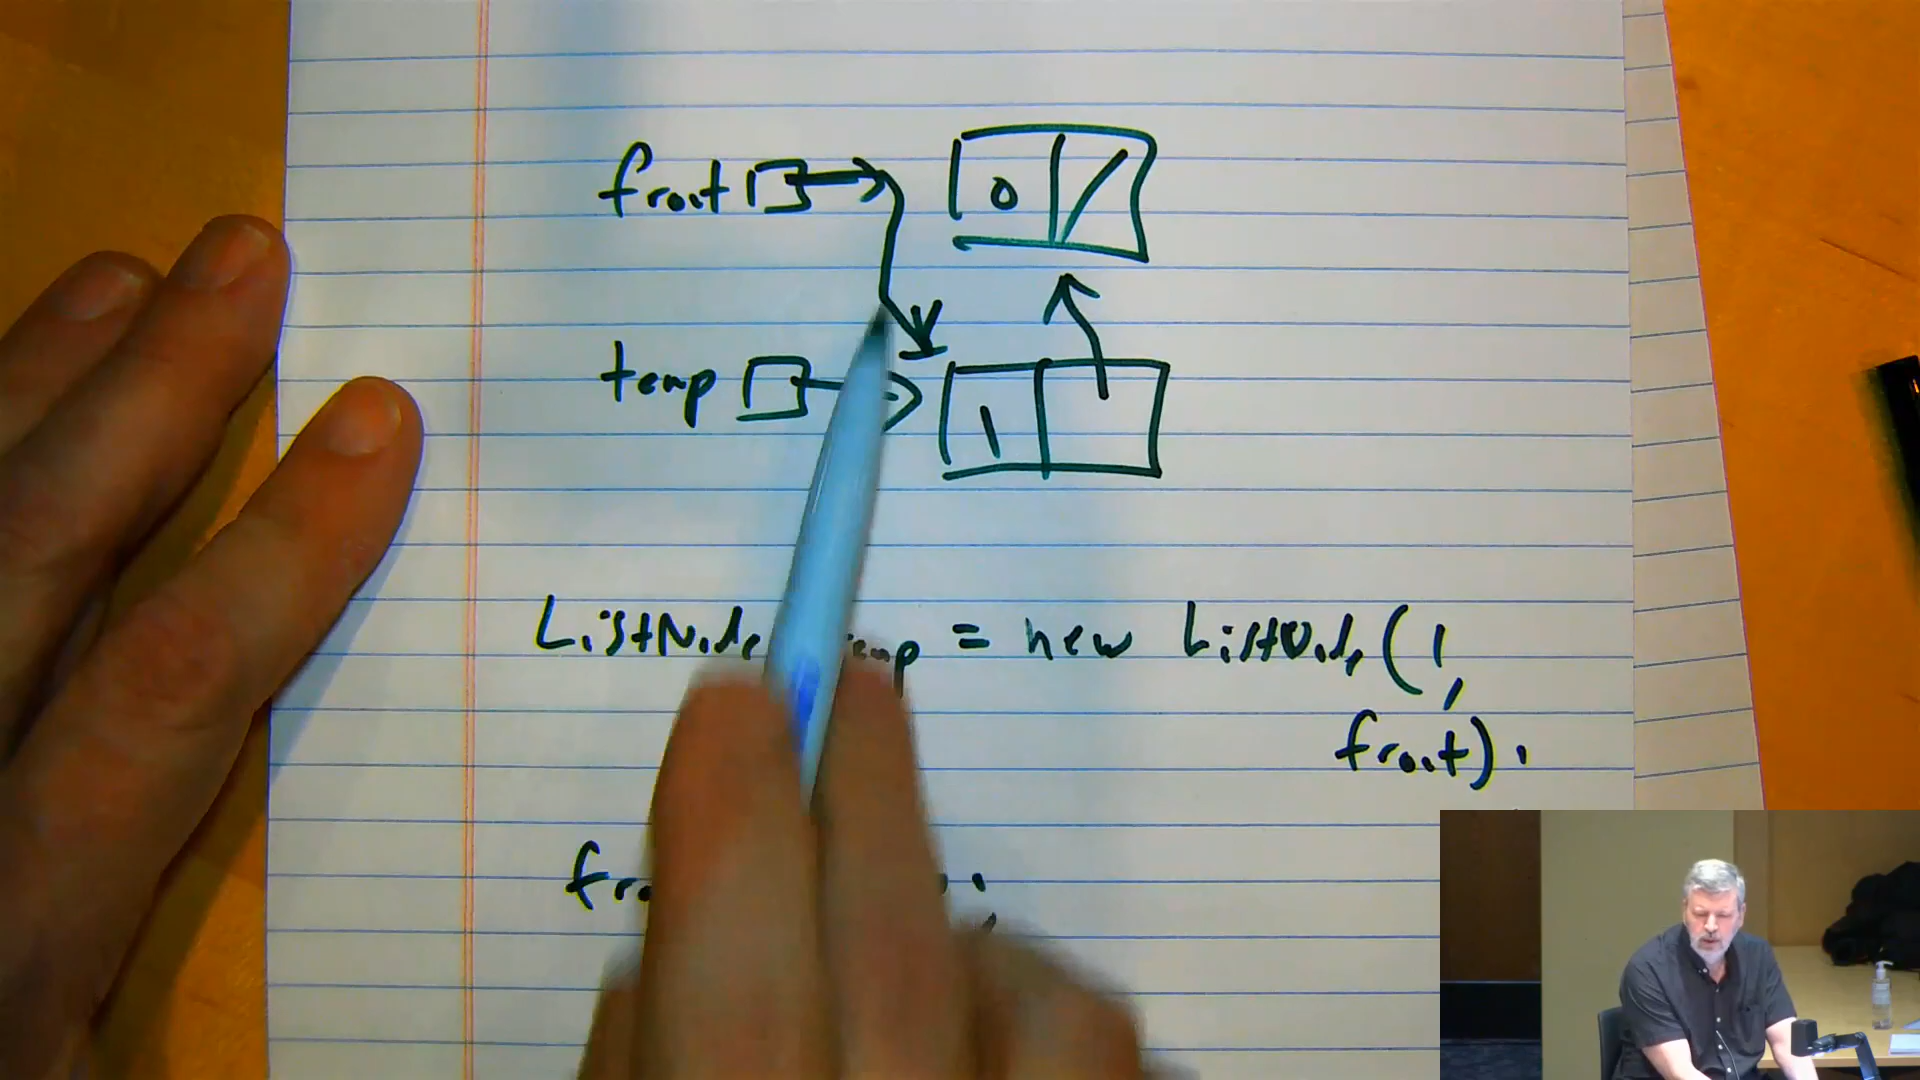 front 0
temp 1
ListNode = new ListNode(1,
front);
;